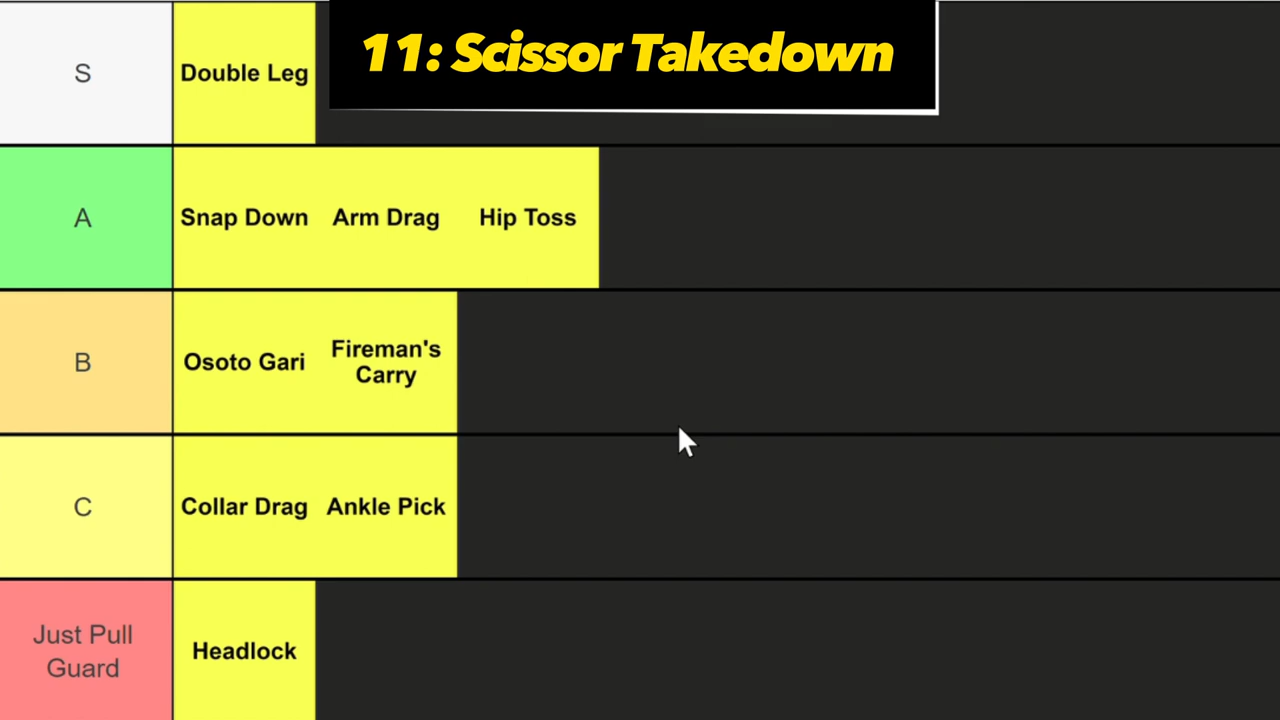 11: Scissor Takedown
S
Double Leg
A
Snap Down
Arm Drag
Hip Toss
B
Osoto Gari
Fireman's
Carry
C
Collar Drag
Ankle Pick
Just Pull
Guard
Headlock